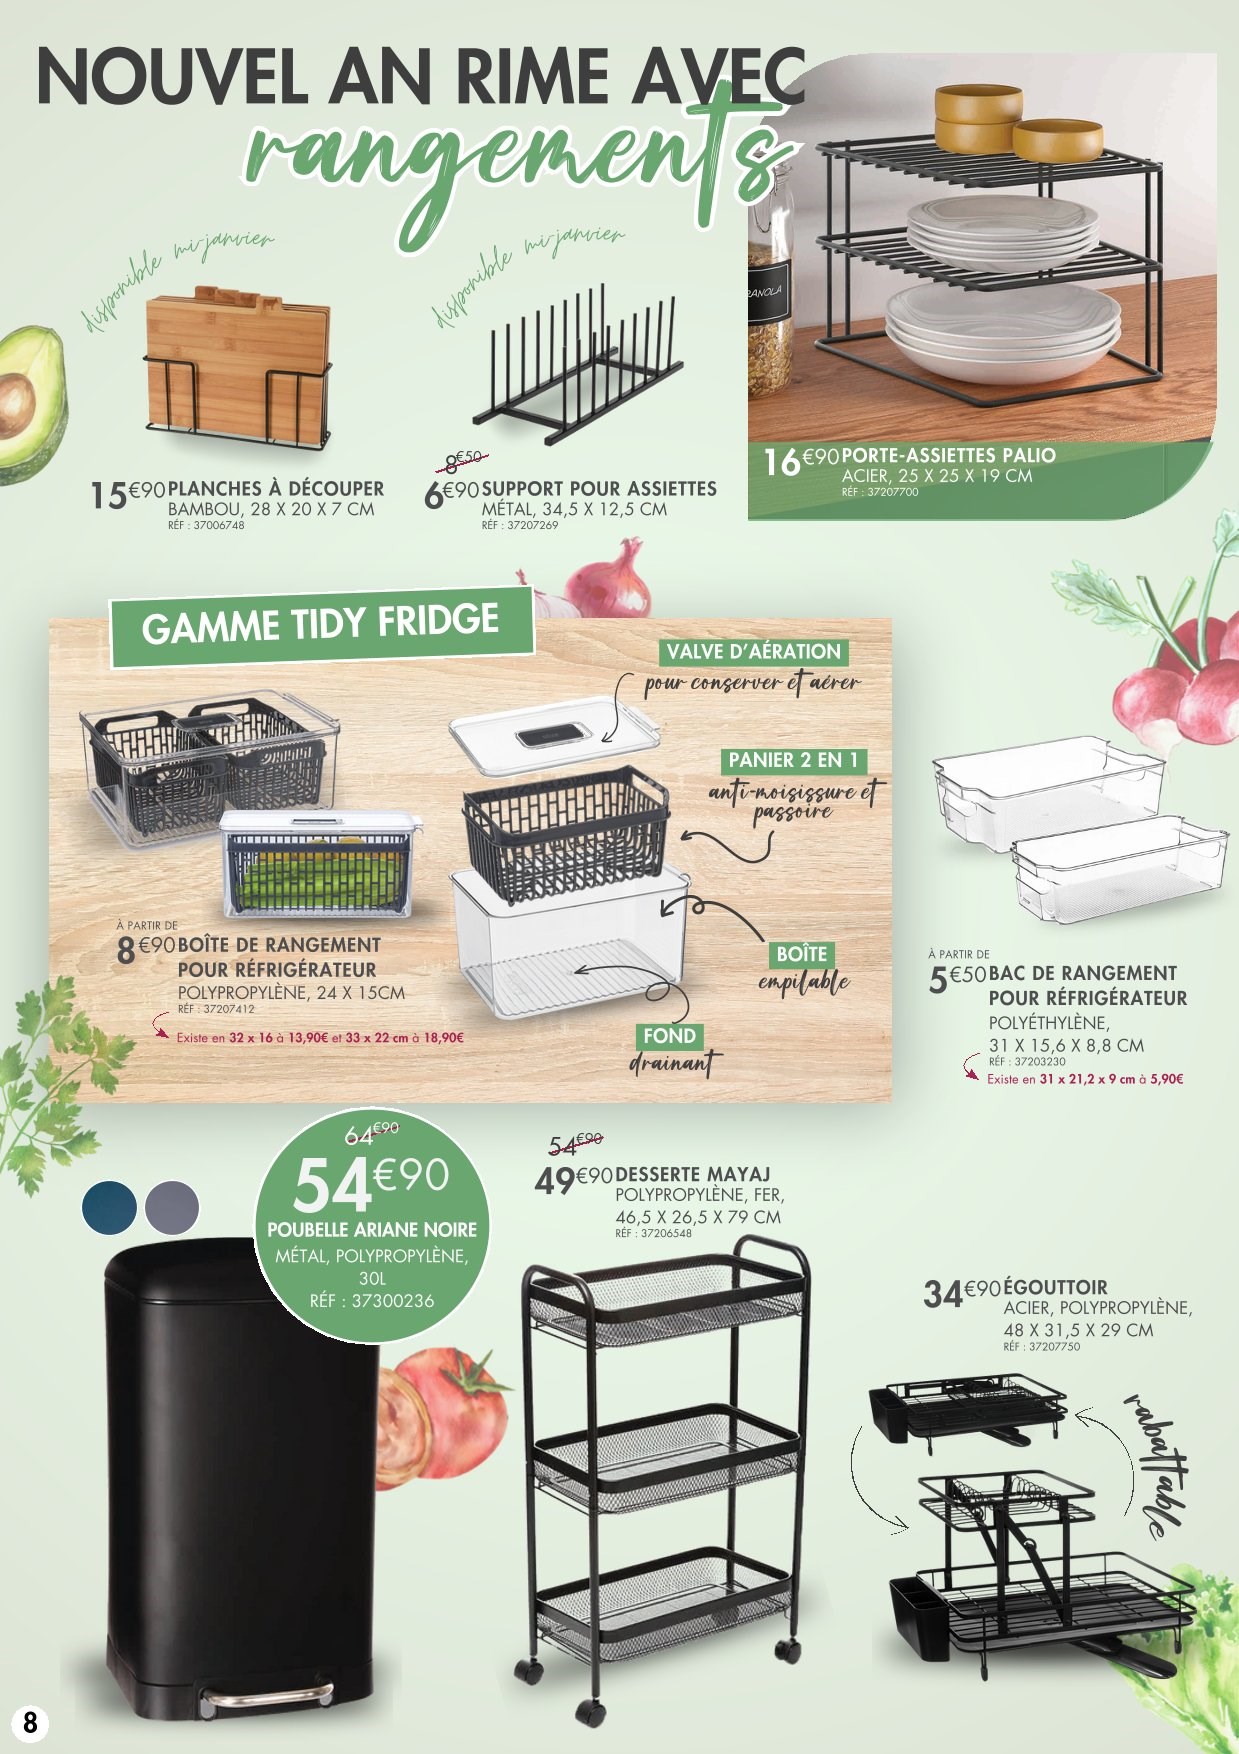 NOUVEL AN RIME AVEC
rangements
disponible mi-janvier
15€90 PLANCHES À DÉCOUPER
BAMBOU, 28 X 20 X 7 CM
RÉF : 37006748
disponible mi-janvier
8€50
6€90 SUPPORT POUR ASSIETTES
MÉTAL, 34,5 X 12,5 CM
RÉF : 37207269
RANOLA
16€90 PORTE-ASSIETTES PALIO
ACIER, 25 X 25 X 19 CM
RÉF : 37207700
GAMME TIDY FRIDGE
VALVE D'AÉRATION
pour conserver et aérer
PANIER 2 EN 1
anti-moisissure et
passoire
BOÎTE
empilable
FOND
drainant
À PARTIR DE
8€90 BOÎTE DE RANGEMENT
POUR RÉFRIGÉRATEUR
POLYPROPYLÈNE, 24 X 15CM
RÉF : 37207412
Existe en 32 x 16 à 13,90€ et 33 x 22 cm à 18,90€
À PARTIR DE
5€50 BAC DE RANGEMENT
POUR RÉFRIGÉRATEUR
POLYÉTHYLÈNE,
31 X 15,6 X 8,8 CM
RÉF : 37203230
Existe en 31 x 21,2 x 9 cm à 5,90€
64€90
54€90
POUBELLE ARIANE NOIRE
MÉTAL, POLYPROPYLÈNE,
30L
RÉF : 37300236
54€90
49€90 DESSERTE MAYAJ
POLYPROPYLÈNE, FER,
46,5 X 26,5 X 79 CM
RÉF : 37206548
34€90 ÉGOUTTOIR
ACIER, POLYPROPYLÈNE,
48 X 31,5 X 29 CM
RÉF : 37207750
rabattable
8